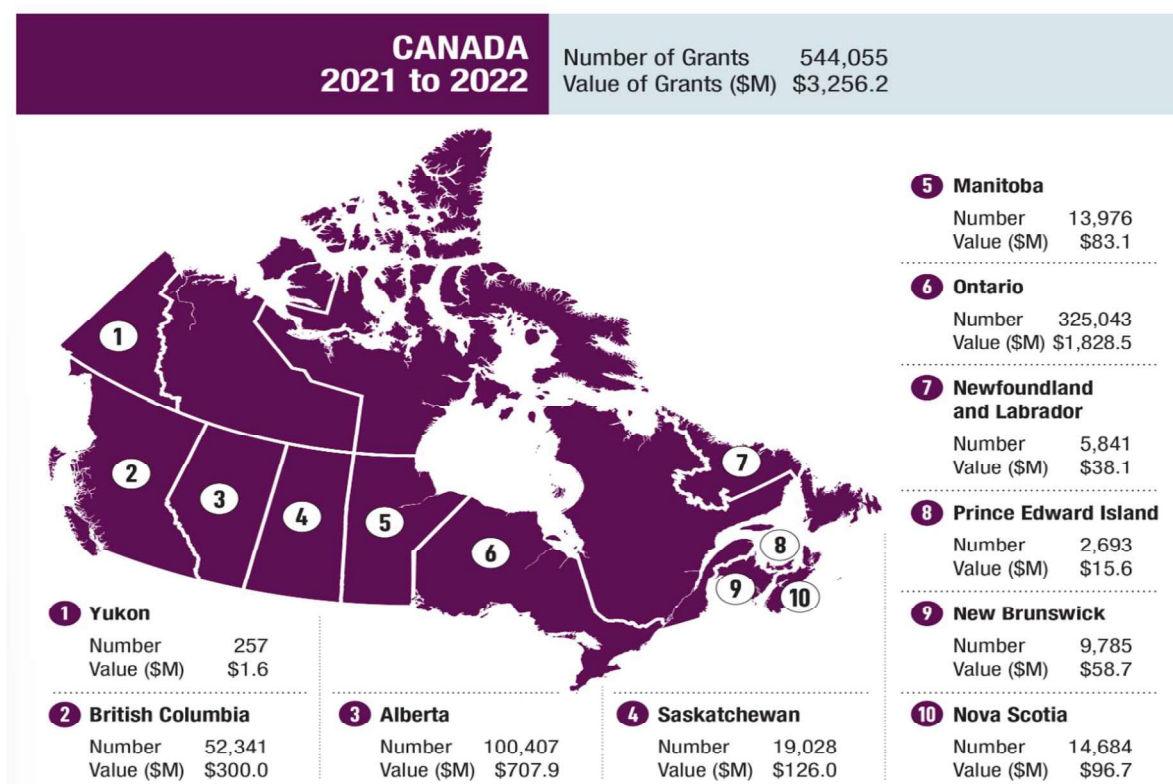 CANADA
2021 to 2022
Number of Grants 544,055
Value of Grants ($M) $3,256.2
1
2
3
4
5
6
7
8
9
10
1 Yukon
Number 257
Value ($M) $1.6
2 British Columbia
Number 52,341
Value ($M) $300.0
3 Alberta
Number 100,407
Value ($M) $707.9
4 Saskatchewan
Number 19,028
Value ($M) $126.0
5 Manitoba
Number 13,976
Value ($M) $83.1
6 Ontario
Number 325,043
Value ($M) $1,828.5
7 Newfoundland
and Labrador
Number 5,841
Value ($M) $38.1
8 Prince Edward Island
Number 2,693
Value ($M) $15.6
9 New Brunswick
Number 9,785
Value ($M) $58.7
10 Nova Scotia
Number 14,684
Value ($M) $96.7